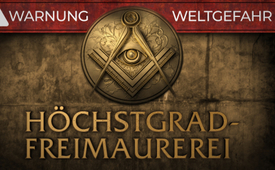 WARNUNG WELTGEFAHR
HÖCHSTGRAD-
FREIMAUREREI